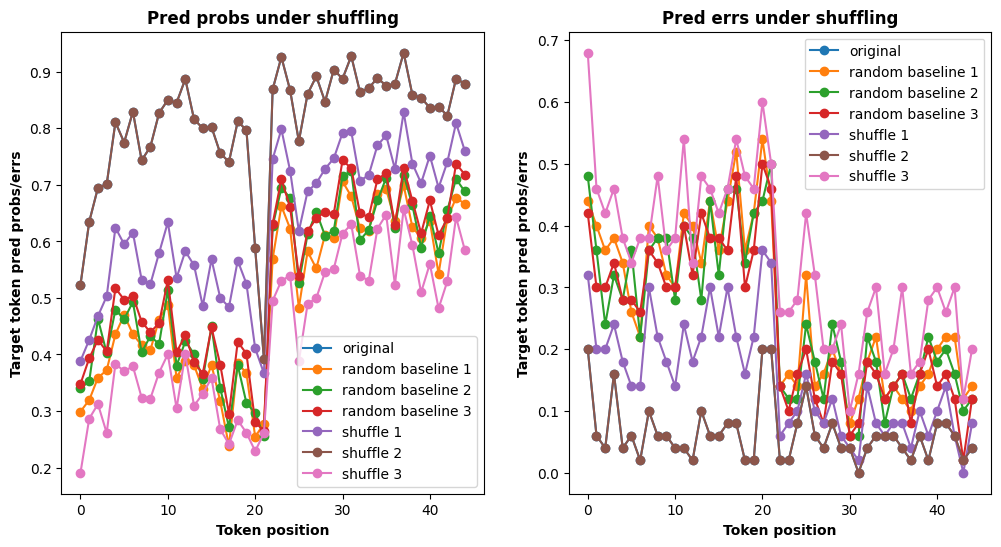 Pred probs under shuffling
Target token pred probs/errs
0.9
0.8
0.7
0.6
0.5
0.4
0.3
0.2
0
10
20
30
40
Token position
original
random baseline 1
random baseline 2
random baseline 3
shuffle 1
shuffle 2
shuffle 3
Pred errs under shuffling
Target token pred probs/errs
0.7
0.6
0.5
0.4
0.3
0.2
0.1
0.0
0
10
20
30
40
Token position
original
random baseline 1
random baseline 2
random baseline 3
shuffle 1
shuffle 2
shuffle 3